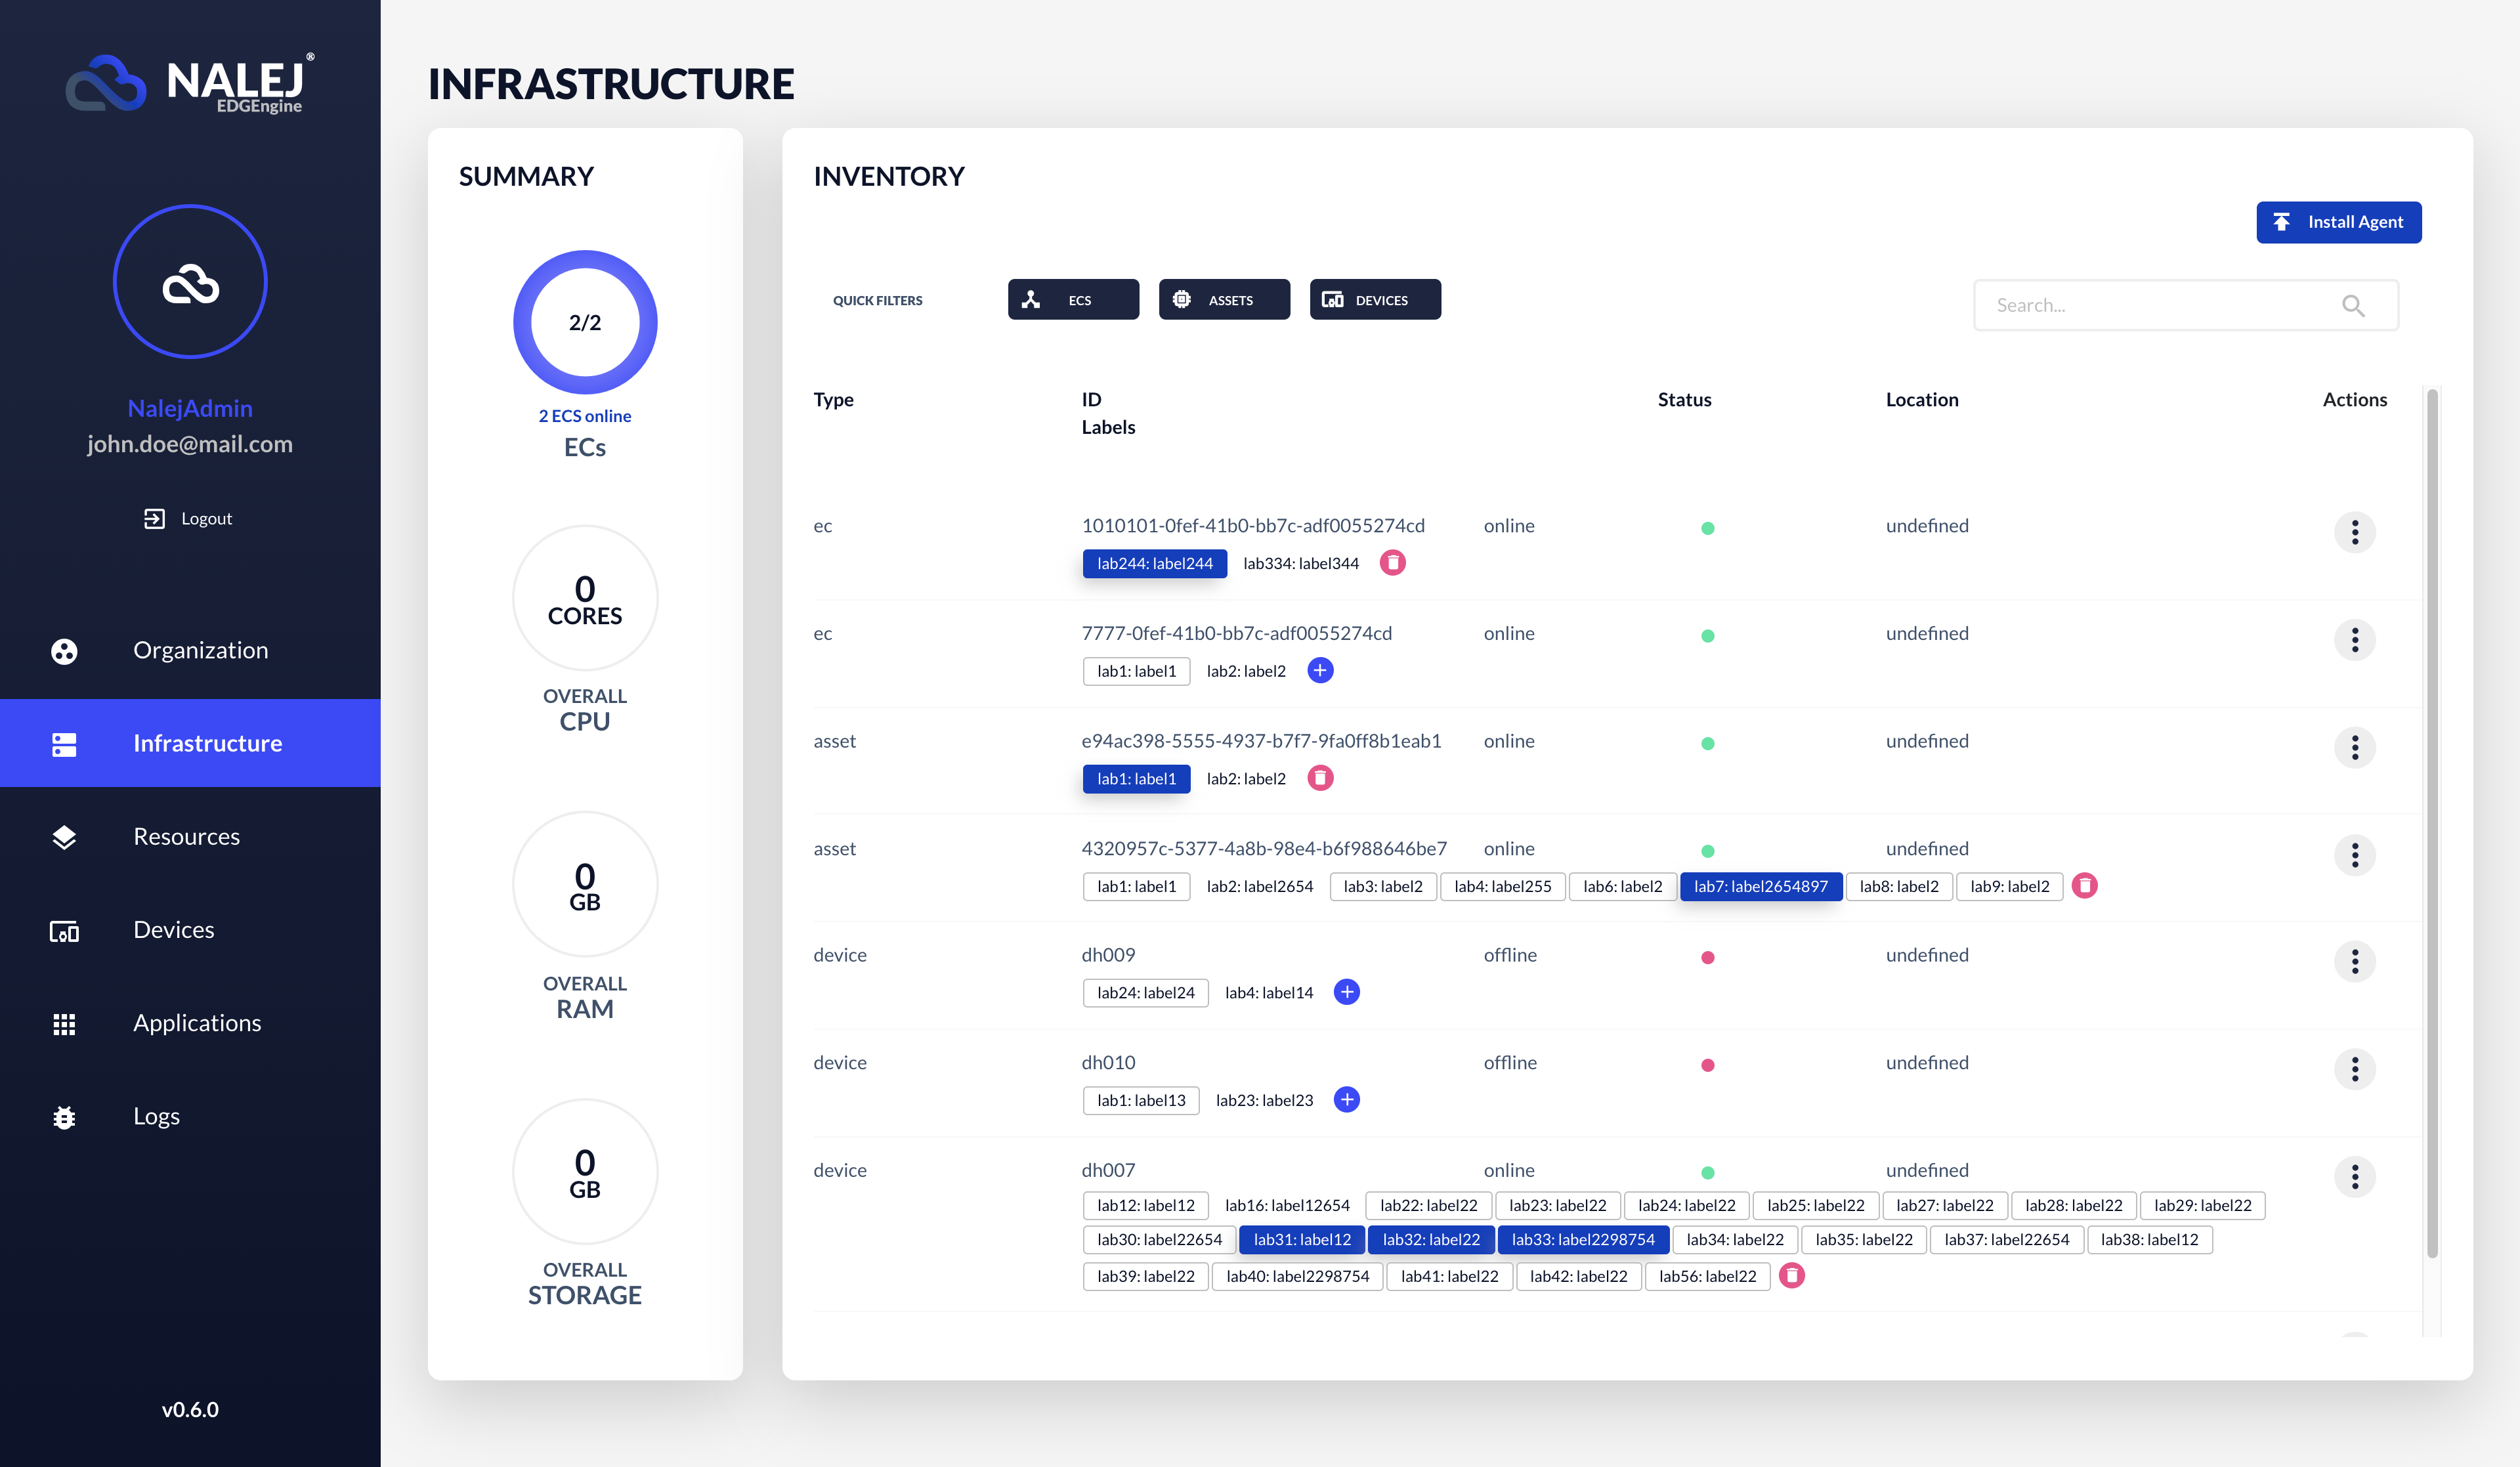 NALEJ®
EDGEngine
NalejAdmin
john.doe@mail.com
Logout
Organization
Infrastructure
Resources
Devices
Applications
Logs
v0.6.0
INFRASTRUCTURE
SUMMARY
2/2
2 ECS online
ECs
0
CORES
OVERALL
CPU
0
GB
OVERALL
RAM
0
GB
OVERALL
STORAGE
INVENTORY
Install Agent
QUICK FILTERS ECS ASSETS DEVICES Search...
Type ID Status Location Actions
Labels
ec 1010101-0fef-41b0-bb7c-adf0055274cd online undefined
lab244: label244 lab334: label344
ec 7777-0fef-41b0-bb7c-adf0055274cd online undefined
lab1: label1 lab2: label2
asset e94ac398-5555-4937-b7f7-9fa0ff8b1eab1 online undefined
lab1: label1 lab2: label2
asset 4320957c-5377-4a8b-98e4-b6f988646be7 online undefined
lab1: label1 lab2: label2654 lab3: label2 lab4: label255 lab6: label2 lab7: label2654897 lab8: label2 lab9: label2
device dh009 offline undefined
lab24: label24 lab4: label14
device dh010 offline undefined
lab1: label13 lab23: label23
device dh007 online undefined
lab12: label12 lab16: label12654 lab22: label22 lab23: label22 lab24: label22 lab25: label22 lab27: label22 lab28: label22 lab29: label22
lab30: label22654 lab31: label12 lab32: label22 lab33: label2298754 lab34: label22 lab35: label22 lab37: label22654 lab38: label12
lab39: label22 lab40: label2298754 lab41: label22 lab42: label22 lab56: label22